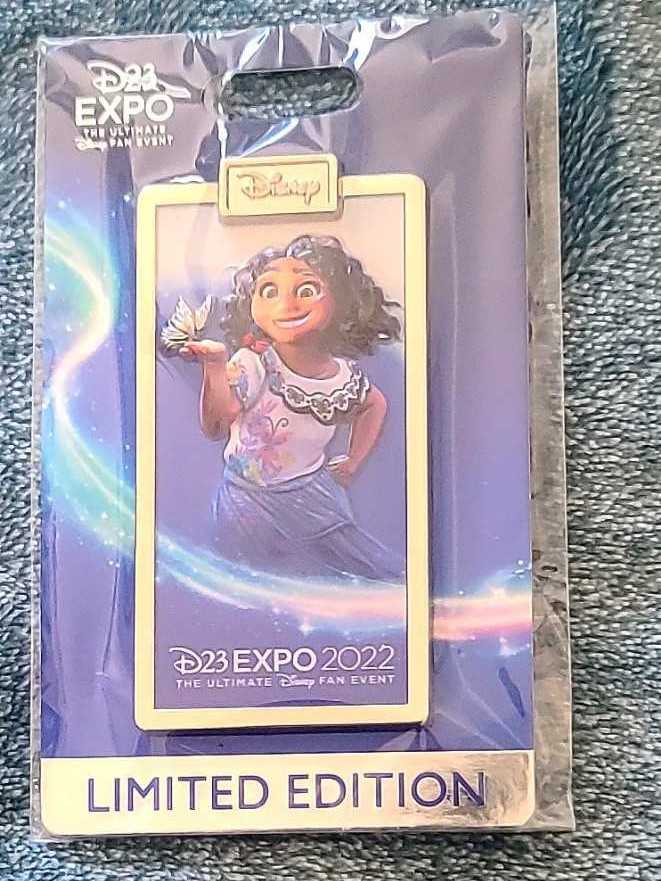 D23
EXPO
THE ULTIMATE
Disney FAN EVENT
Disney
D23 EXPO 2022
THE ULTIMATE Disney FAN EVENT
LIMITED EDITION